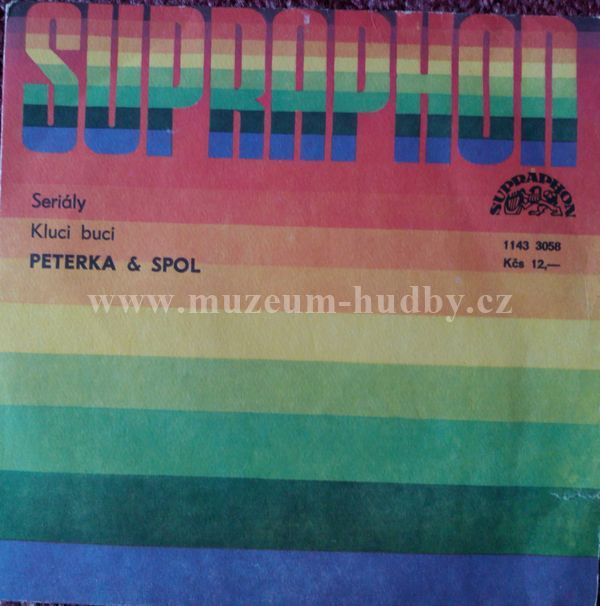 SUPRAPHON
SUPRAPHON
Seriály
Kluci buci
PETERKA & SPOL
1143 3058
Kčs 12,—
www.muzeum-hudby.cz